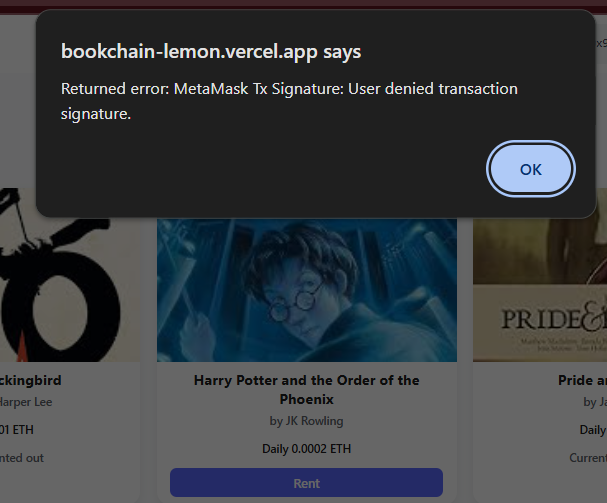 bookchain-lemon.vercel.app says
Returned error: MetaMask Tx Signature: User denied transaction
signature.
OK
ckingbird
Harper Lee
01 ETH
nted out
Harry Potter and the Order of the
Phoenix
by JK Rowling
Daily 0.0002 ETH
Rent
PRIDE&
Pride a
by Ja
Daily
Curren